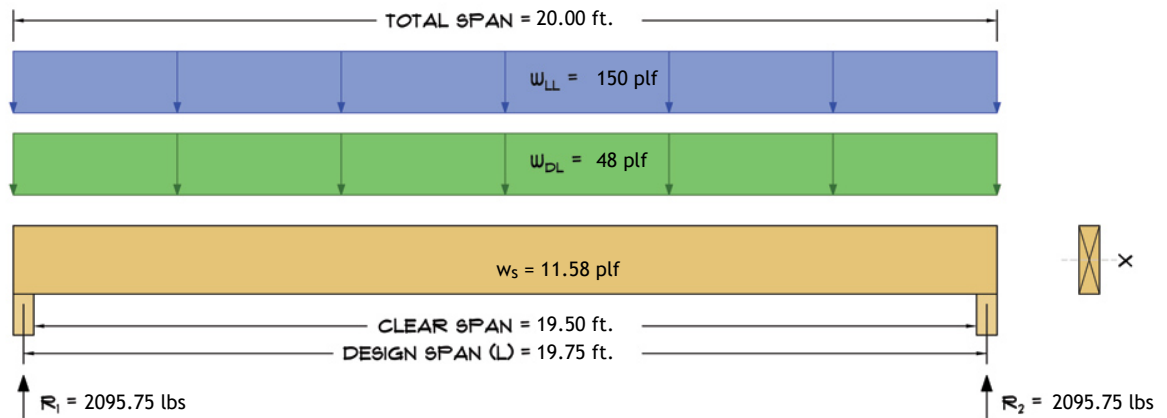 TOTAL SPAN = 20.00 ft.
wLL = 150 plf
wDL = 48 plf
ws = 11.58 plf
X
CLEAR SPAN = 19.50 ft.
DESIGN SPAN (L) = 19.75 ft.
R1 = 2095.75 lbs
R2 = 2095.75 lbs